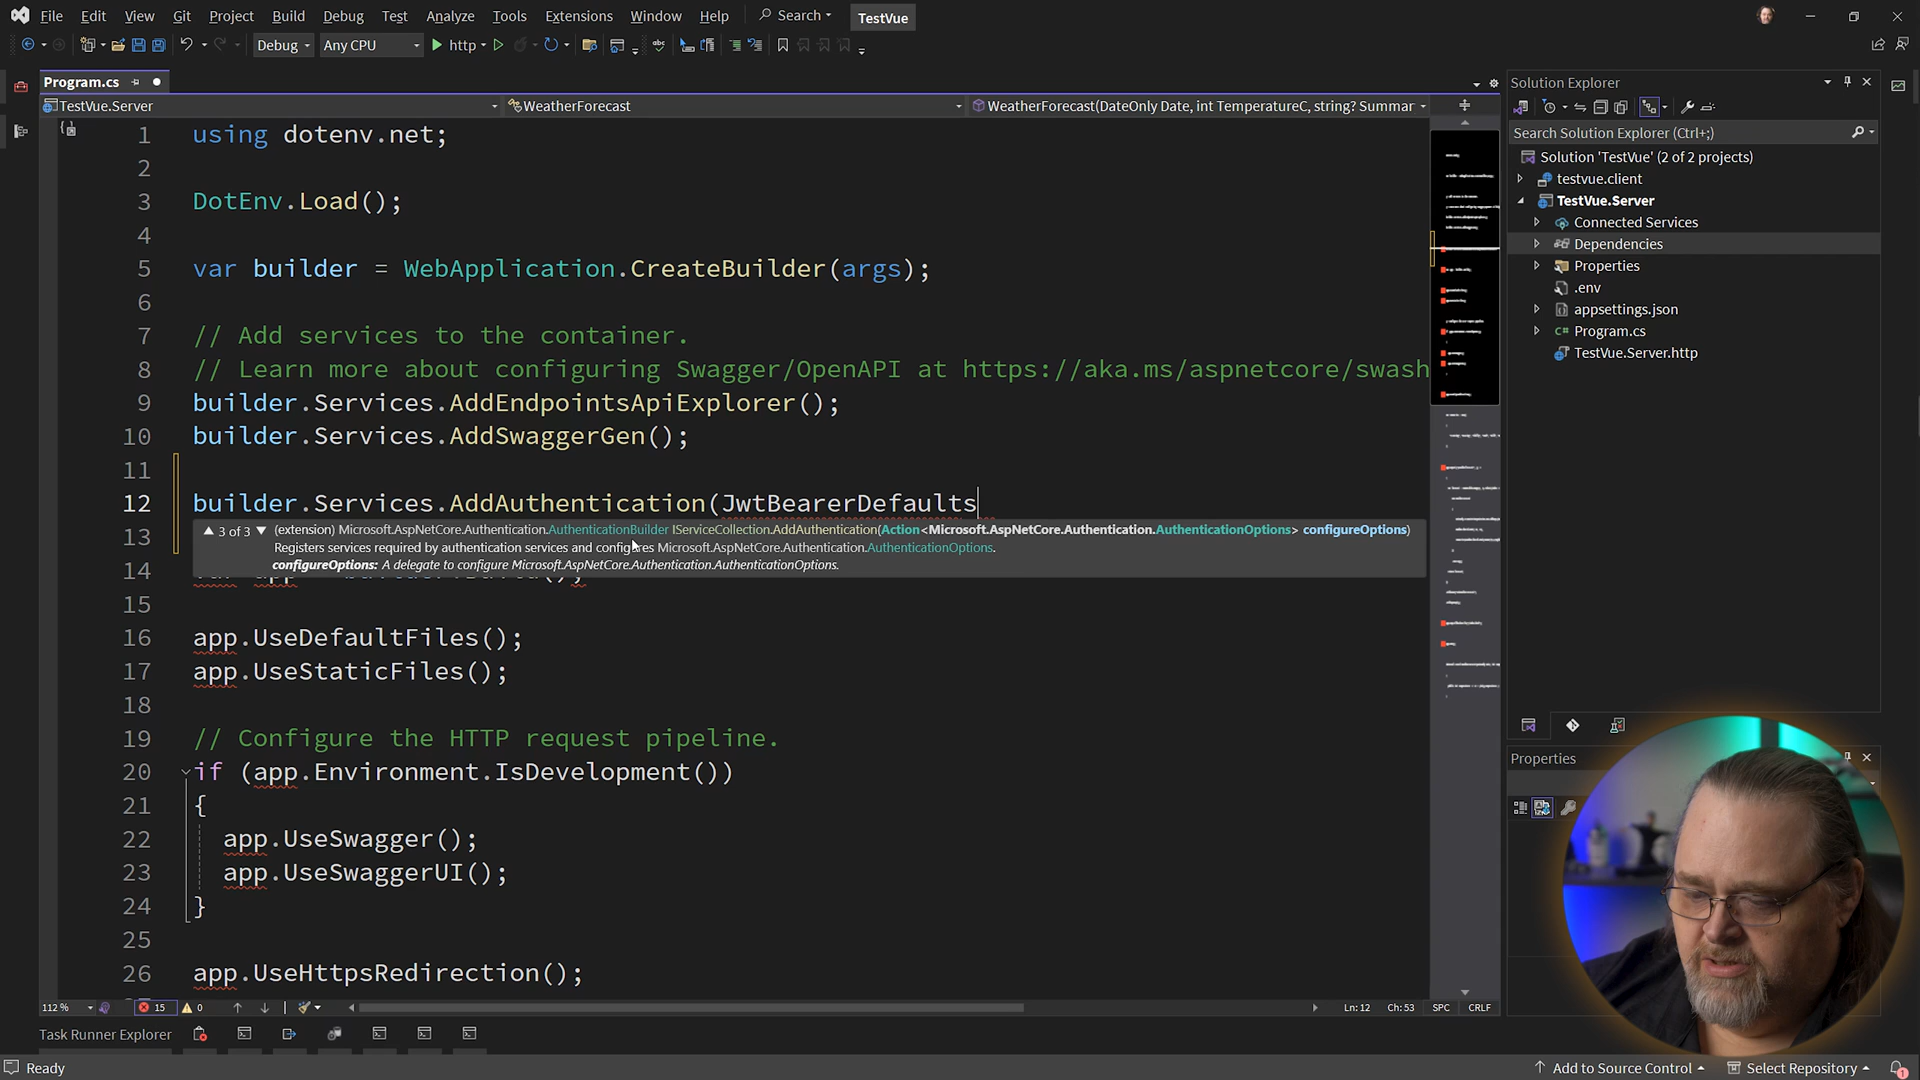 File Edit View Git Project Build Debug Test Analyze Tools Extensions Window Help Search TestVue
Debug Any CPU http
Program.cs
TestVue.Server WeatherForecast WeatherForecast(DateOnly Date, int TemperatureC, string? Summar
1 using dotenv.net;
2
3 DotEnv.Load();
4
5 var builder = WebApplication.CreateBuilder(args);
6
7 // Add services to the container.
8 // Learn more about configuring Swagger/OpenAPI at https://aka.ms/aspnetcore/swash
9 builder.Services.AddEndpointsApiExplorer();
10 builder.Services.AddSwaggerGen();
11
12 builder.Services.AddAuthentication(JwtBearerDefaults
13
3 of 3 (extension) Microsoft.AspNetCore.Authentication.AuthenticationBuilder IServiceCollection.AddAuthentication(Action<Microsoft.AspNetCore.Authentication.AuthenticationOptions> configureOptions)
Registers services required by authentication services and configures Microsoft.AspNetCore.Authentication.AuthenticationOptions.
configureOptions: A delegate to configure Microsoft.AspNetCore.Authentication.AuthenticationOptions.
14
15
16 app.UseDefaultFiles();
17 app.UseStaticFiles();
18
19 // Configure the HTTP request pipeline.
20 if (app.Environment.IsDevelopment())
21 {
22 app.UseSwagger();
23 app.UseSwaggerUI();
24 }
25
26 app.UseHttpsRedirection();
112 % 15 0 Ln: 12 Ch: 53 SPC CRLF
Task Runner Explorer
Ready Add to Source Control Select Repository 1
Solution Explorer
Search Solution Explorer (Ctrl+;)
Solution 'TestVue' (2 of 2 projects)
testvue.client
TestVue.Server
Connected Services
Dependencies
Properties
.env
appsettings.json
C# Program.cs
TestVue.Server.http
Properties